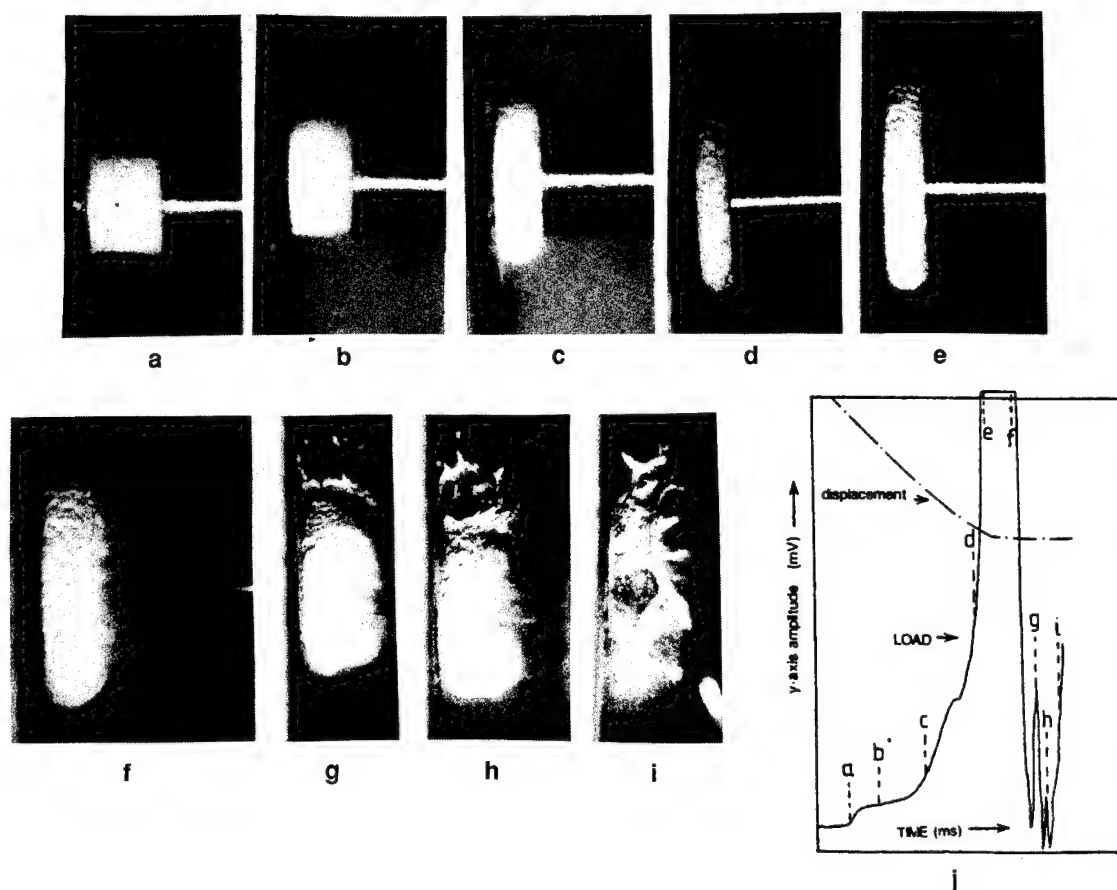 a
b
c
d
e
f
g
h
i
e
f
displacement
d
y-axis amplitude (mV)
LOAD
g
i
h
c
b
a
TIME (ms)
j